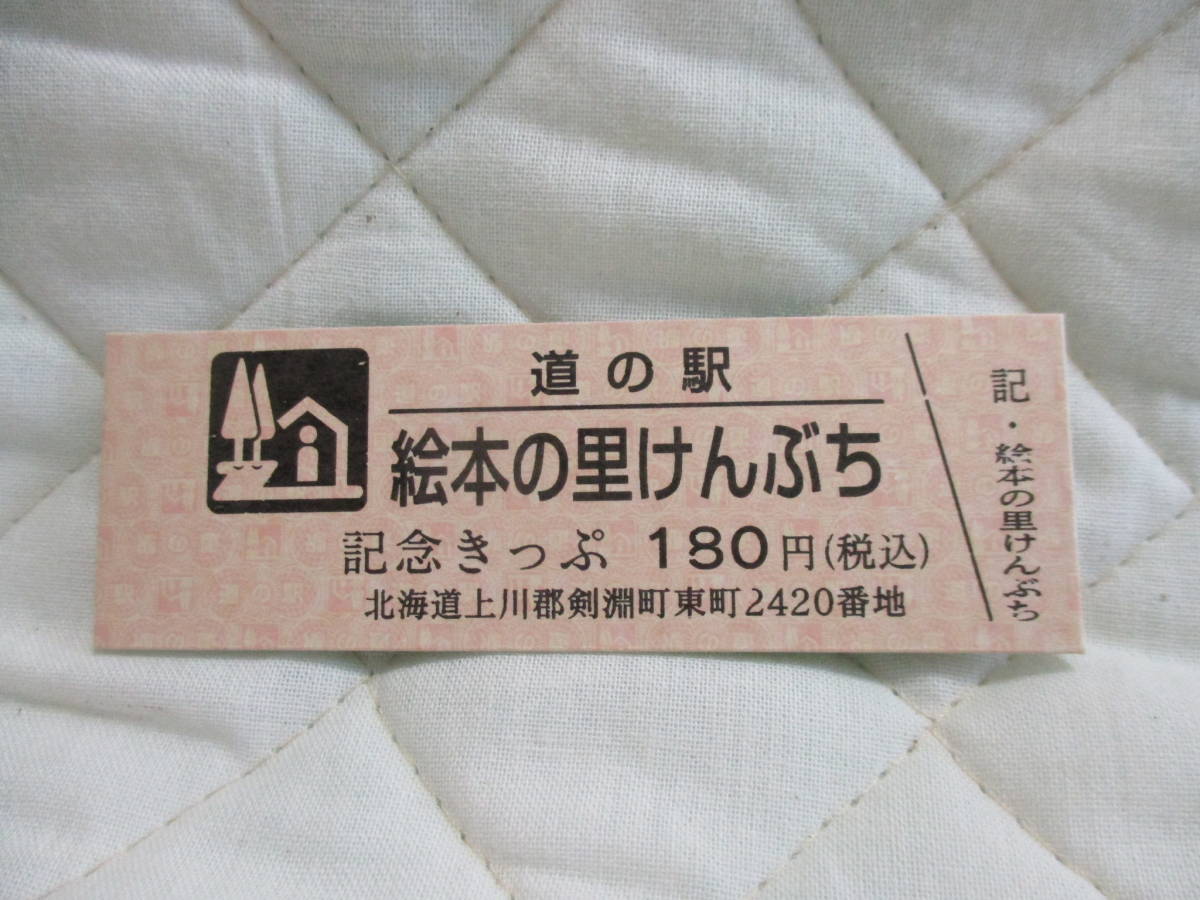 道の駅
絵本の里けんぶち
記念きっぷ 180円(税込)
北海道上川郡剣淵町東町2420番地
記・絵本の里けんぶち